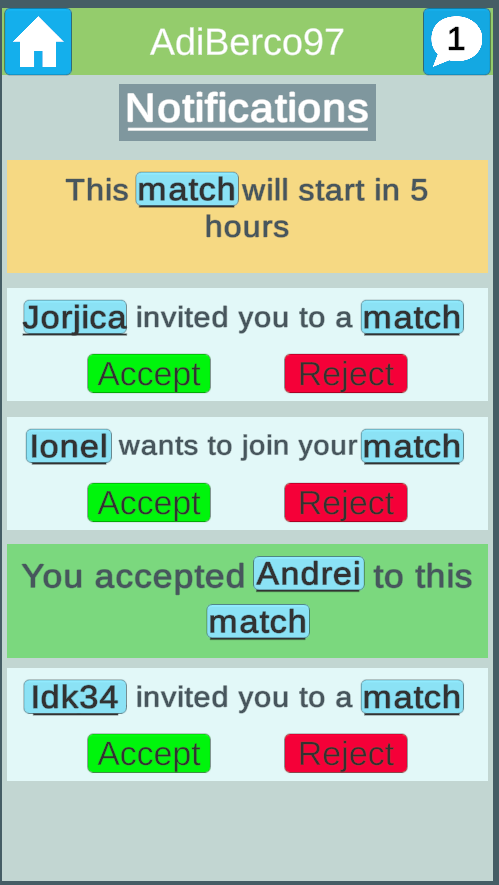 AdiBerco97
1
Notifications
This match will start in 5
hours
Jorjica invited you to a match
Accept Reject
Ionel wants to join your match
Accept Reject
You accepted Andrei to this
match
Idk34 invited you to a match
Accept Reject